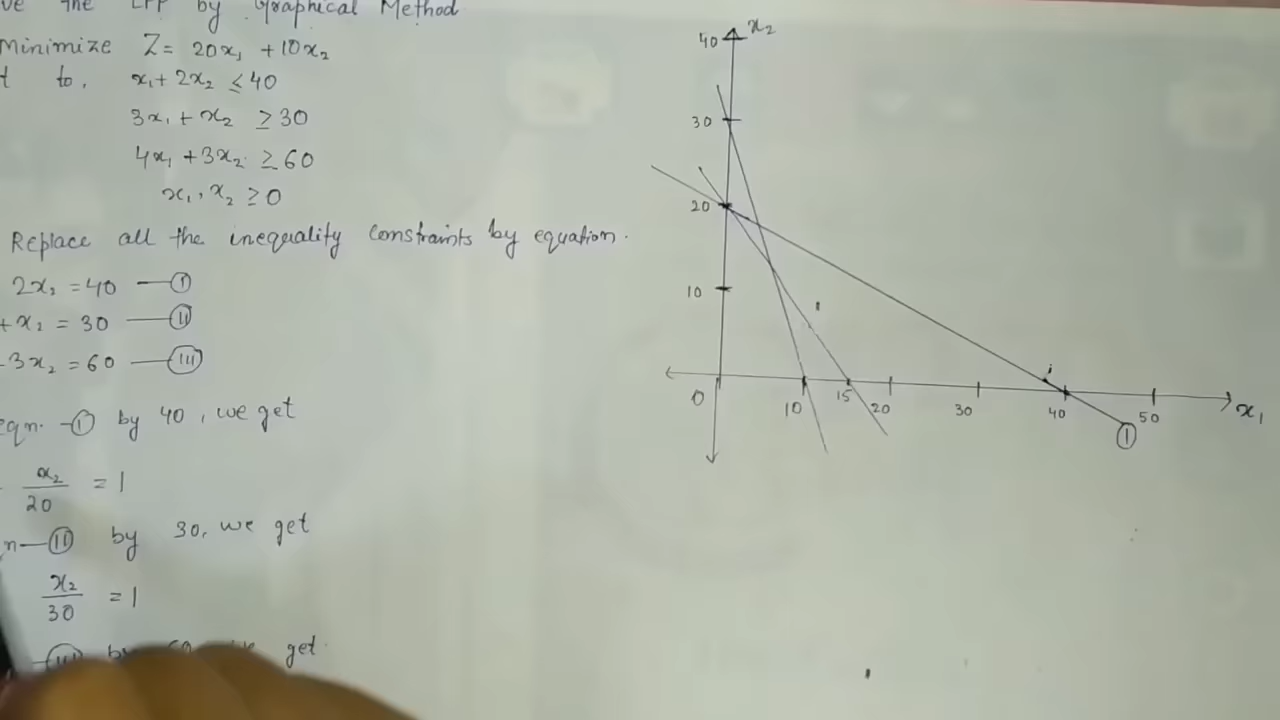 the LPP by Graphical Method
Minimize Z = 20x₁ + 10x₂
t to, x₁ + 2x₂ ≤ 40
3x₁ + x₂ ≥ 30
4x₁ + 3x₂ ≥ 60
x₁, x₂ ≥ 0
Replace all the inequality constraints by equation.
2x₂ = 40 — Ⅰ
+ x₂ = 30 — Ⅱ
3x₂ = 60 — Ⅲ
eqn. - Ⅰ by 40, we get
x₂/20 = 1
n — Ⅱ by 30, we get
x₂/30 = 1
Ⅲ by get
x₂
40
30
20
10
0
10
15
20
30
40
50
x₁
Ⅰ